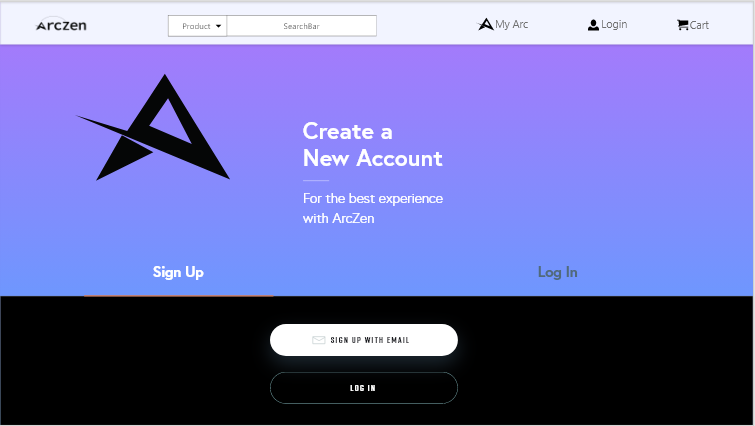 Arczen
Product
SearchBar
My Arc
Login
Cart
Create a
New Account
For the best experience
with ArcZen
Sign Up
Log In
SIGN UP WITH EMAIL
LOG IN